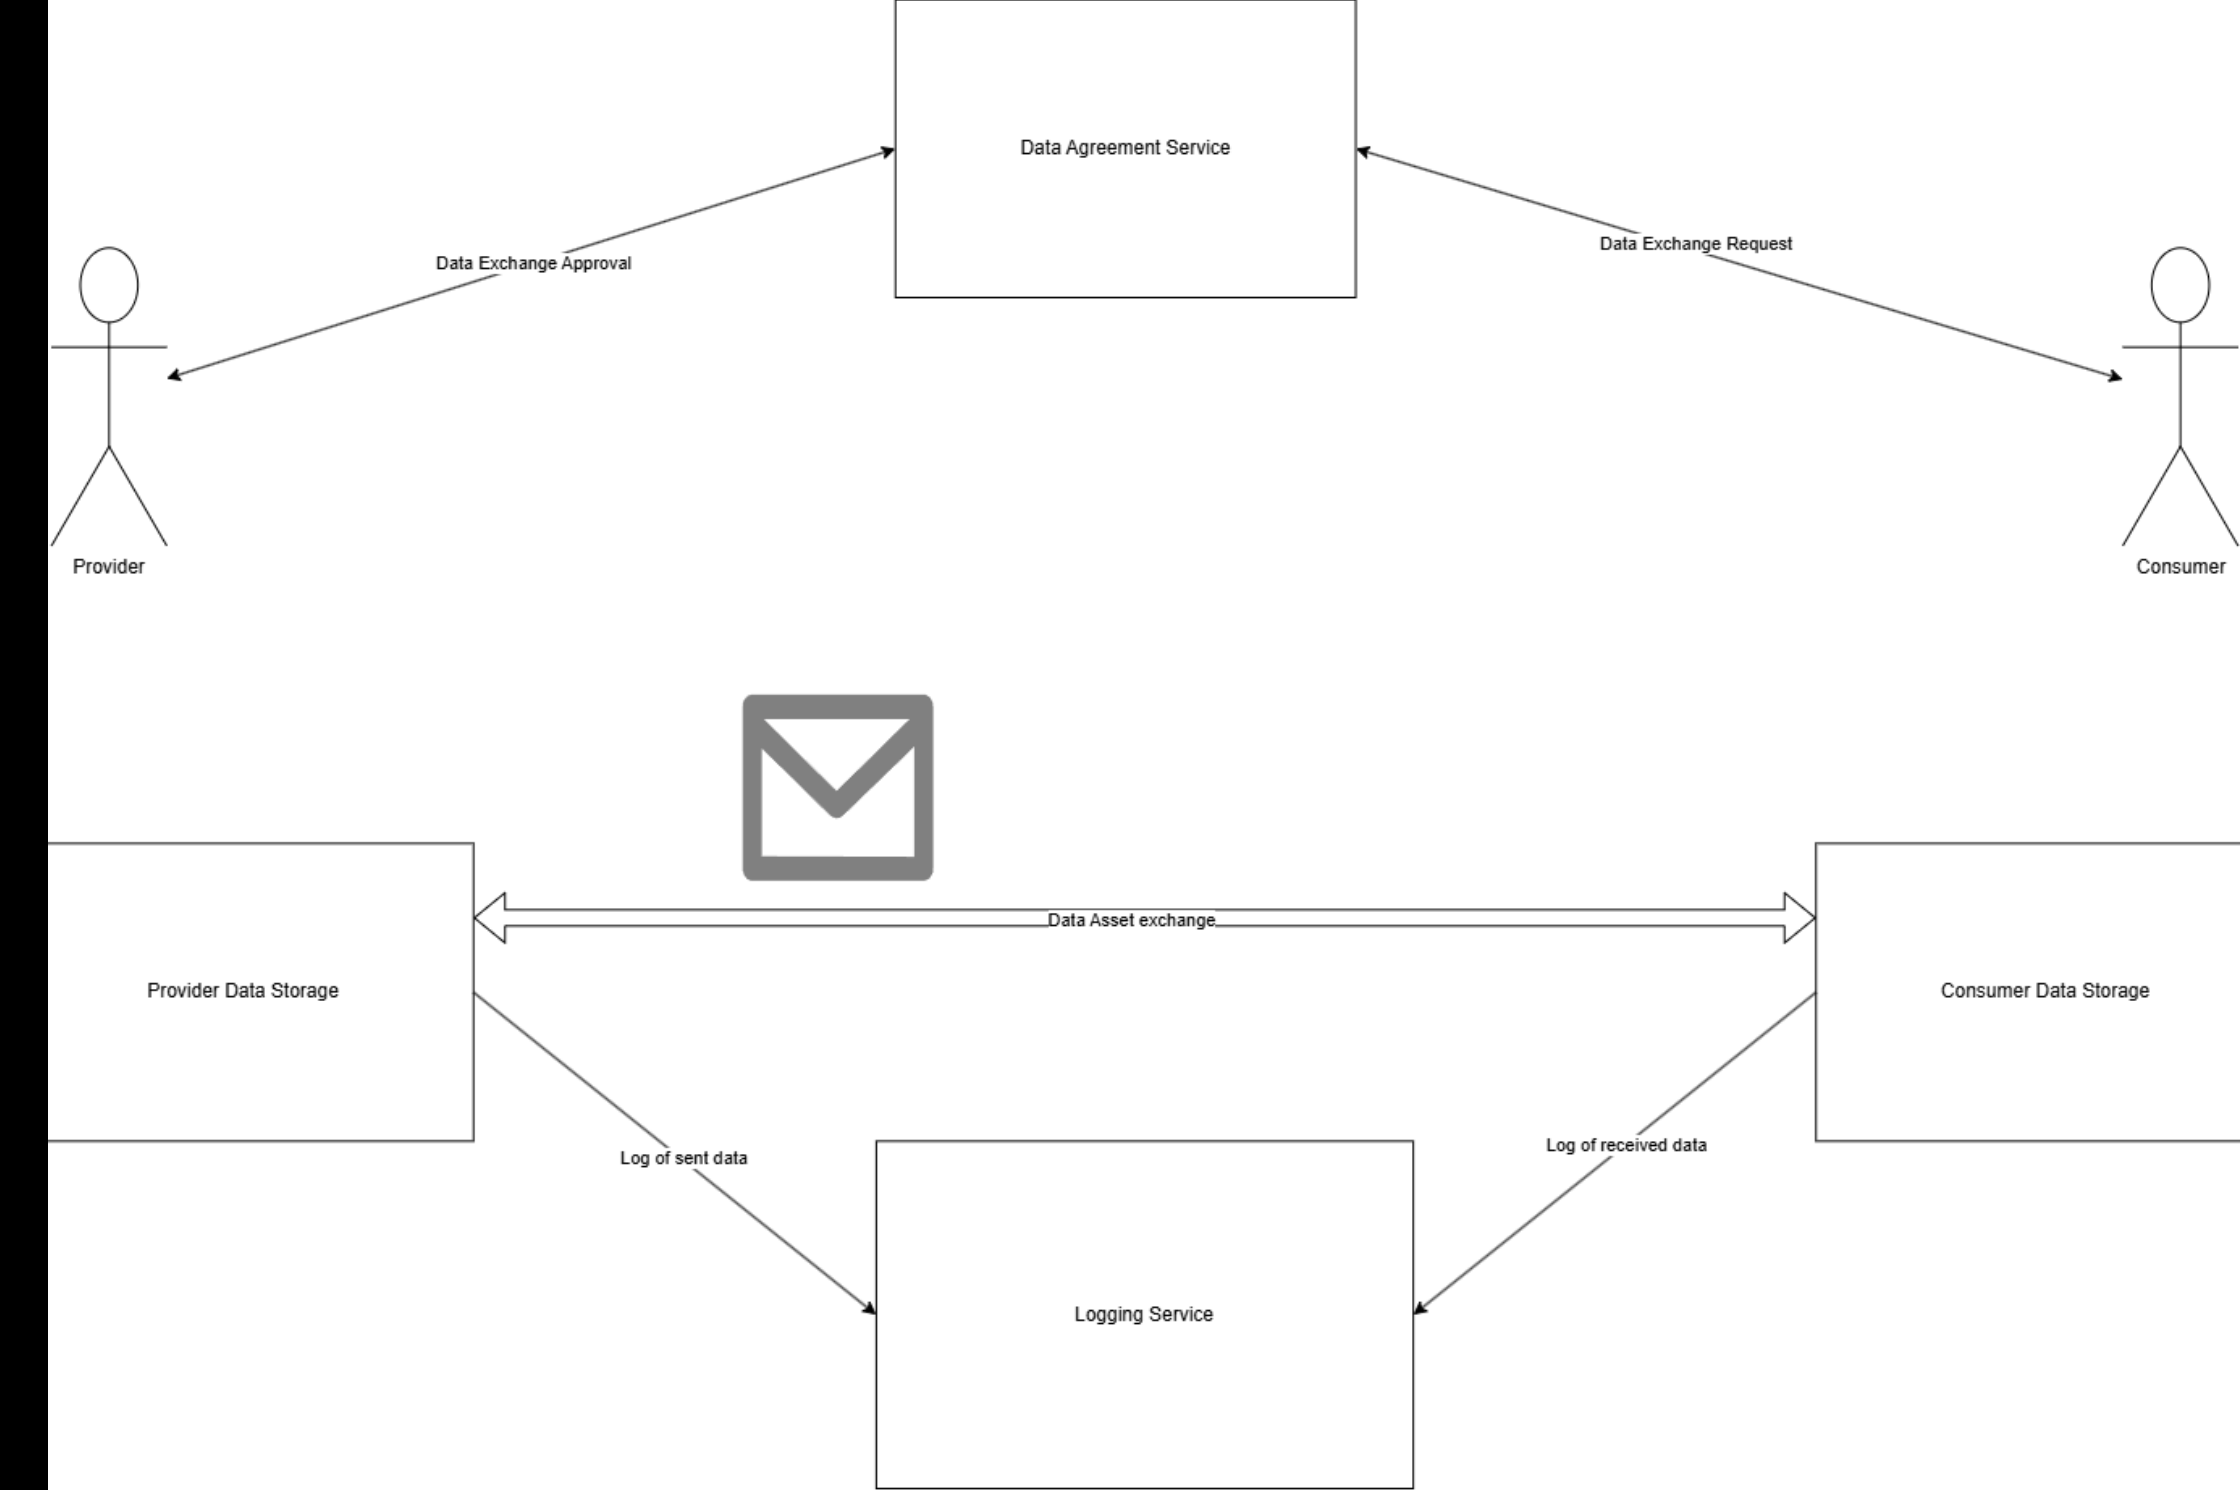 Data Agreement Service
Data Exchange Request
Data Exchange Approval
Provider
Consumer
Data Asset exchange
Provider Data Storage
Consumer Data Storage
Log of received data
Log of sent data
Logging Service